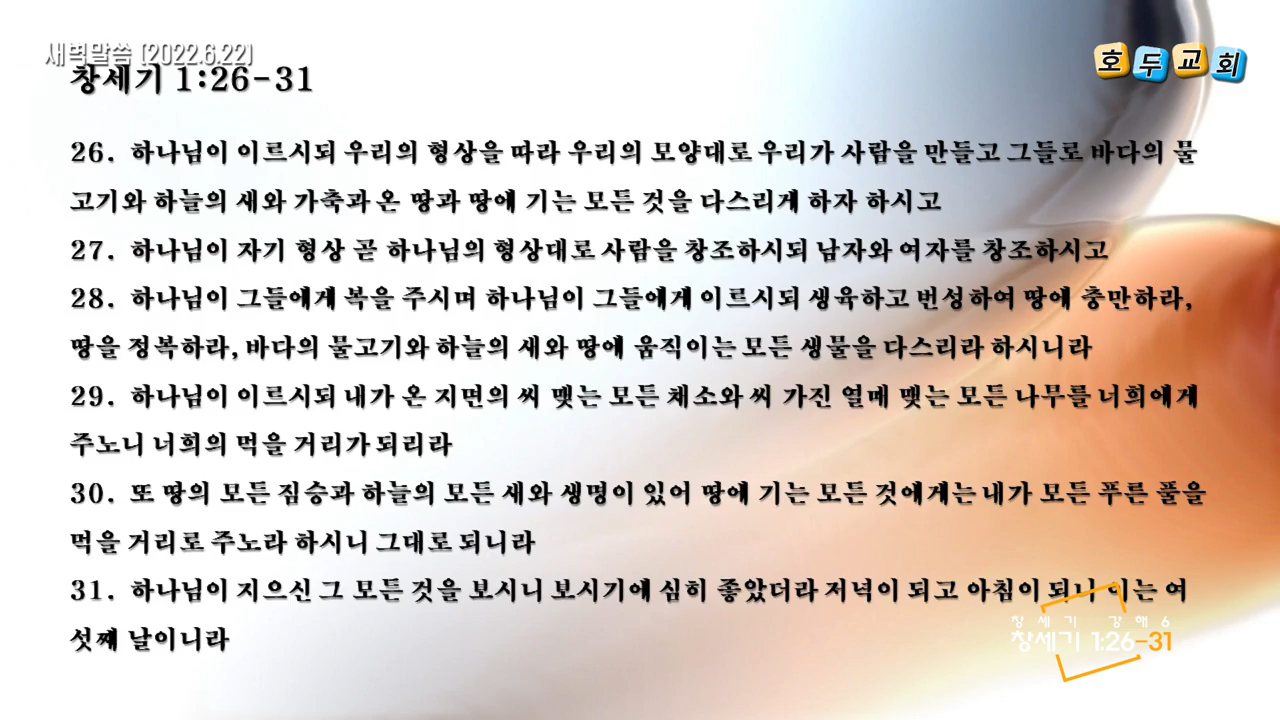 새벽말씀 [2022.6.22]
호두교회
창세기 1:26-31
26. 하나님이 이르시되 우리의 형상을 따라 우리의 모양대로 우리가 사람을 만들고 그들로 바다의 물
고기와 하늘의 새와 가축과 온 땅과 땅에 기는 모든 것을 다스리게 하자 하시고
27. 하나님이 자기 형상 곧 하나님의 형상대로 사람을 창조하시되 남자와 여자를 창조하시고
28. 하나님이 그들에게 복을 주시며 하나님이 그들에게 이르시되 생육하고 번성하여 땅에 충만하라,
땅을 정복하라, 바다의 물고기와 하늘의 새와 땅에 움직이는 모든 생물을 다스리라 하시니라
29. 하나님이 이르시되 내가 온 지면의 씨 맺는 모든 채소와 씨 가진 열매 맺는 모든 나무를 너희에게
주노니 너희의 먹을 거리가 되리라
30. 또 땅의 모든 짐승과 하늘의 모든 새와 생명이 있어 땅에 기는 모든 것에게는 내가 모든 푸른 풀을
먹을 거리로 주노라 하시니 그대로 되니라
31. 하나님이 지으신 그 모든 것을 보시니 보시기에 심히 좋았더라 저녁이 되고 아침이 되니 이는 여
섯째 날이니라
창세기 강해 6
창세기 1:26-31